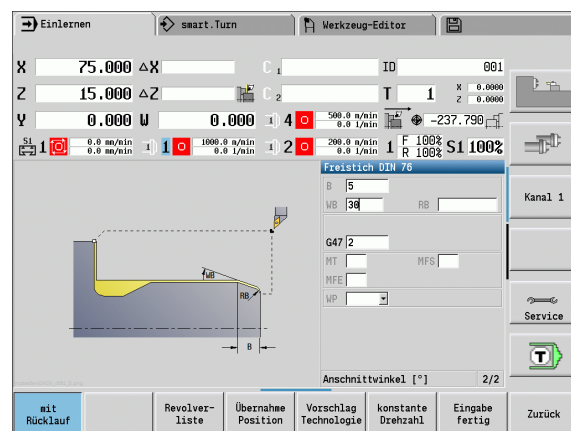 Einlernen smart.Turn Werkzeug-Editor
X 75.000 △X C 1 ID 001
Z 15.000 △Z C 2 T 1 X 0.0000 Z 0.0000
Y 0.000 W 0.000 4 500.0 m/min 0.0 1/min -237.790
S1 1 0.0 mm/min 0.0 mm/min 1 1000.0 m/min 0.0 1/min 2 200.0 m/min 0.0 1/min 1 F 100% R 100% S1 100%
Freistich DIN 76
B 5
WB 30 RB
G47 2
MT MFS
MFE
WP
WB
RB
B
Anschnittwinkel [°] 2/2
Kanal 1
Service
T
mit Rücklauf
Revolver-liste
Übernahme Position
Vorschlag Technologie
konstante Drehzahl
Eingabe fertig
Zurück